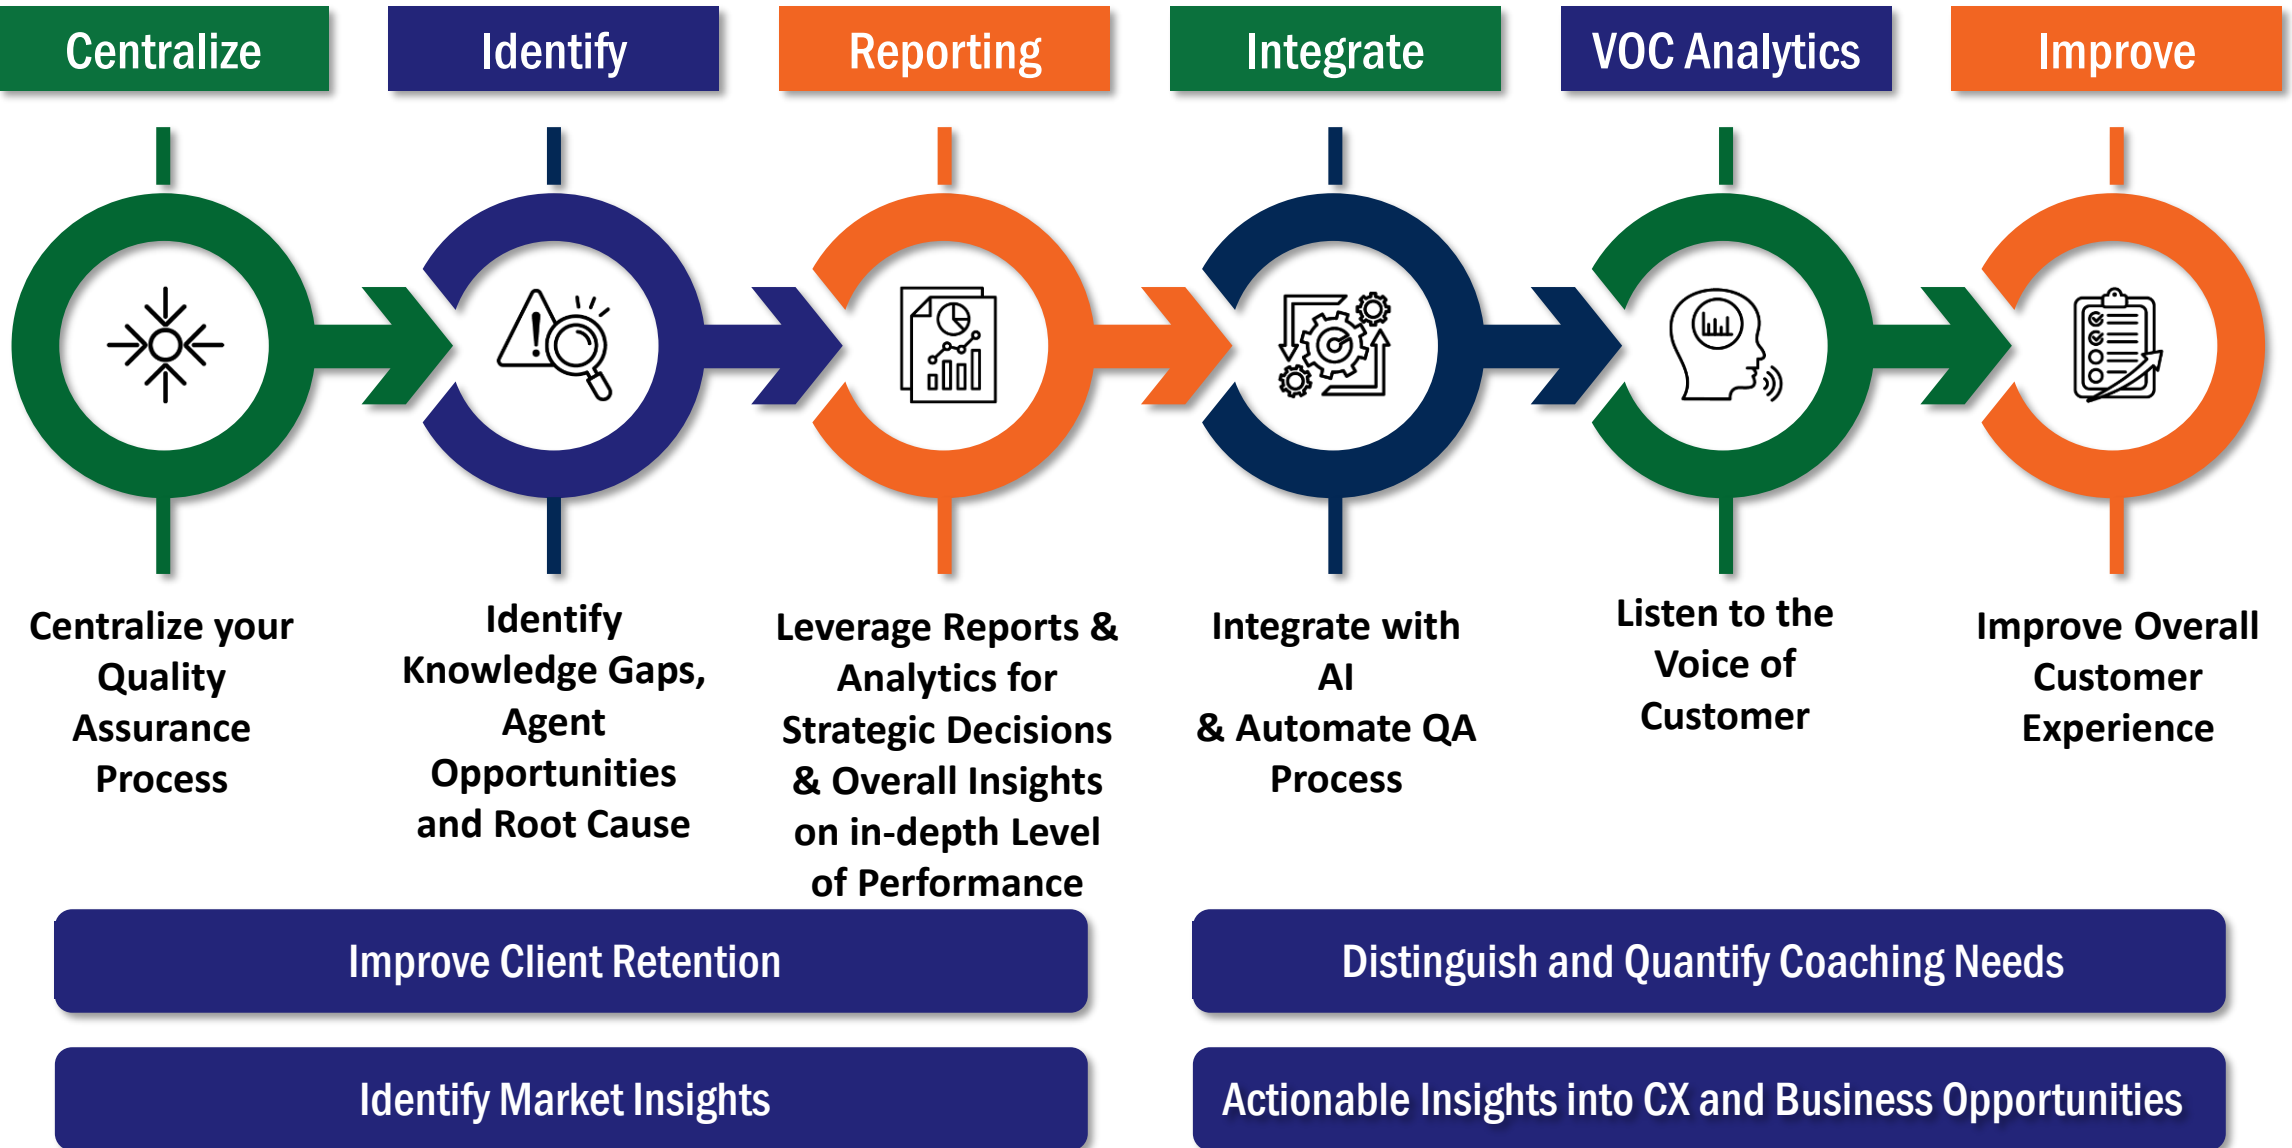 Centralize
Identify
Reporting
Integrate
VOC Analytics
Improve
Centralize your
Quality
Assurance
Process
Identify
Knowledge Gaps,
Agent
Opportunities
and Root Cause
Leverage Reports &
Analytics for
Strategic Decisions
& Overall Insights
on in-depth Level
of Performance
Integrate with
AI
& Automate QA
Process
Listen to the
Voice of
Customer
Improve Overall
Customer
Experience
Improve Client Retention
Distinguish and Quantify Coaching Needs
Identify Market Insights
Actionable Insights into CX and Business Opportunities